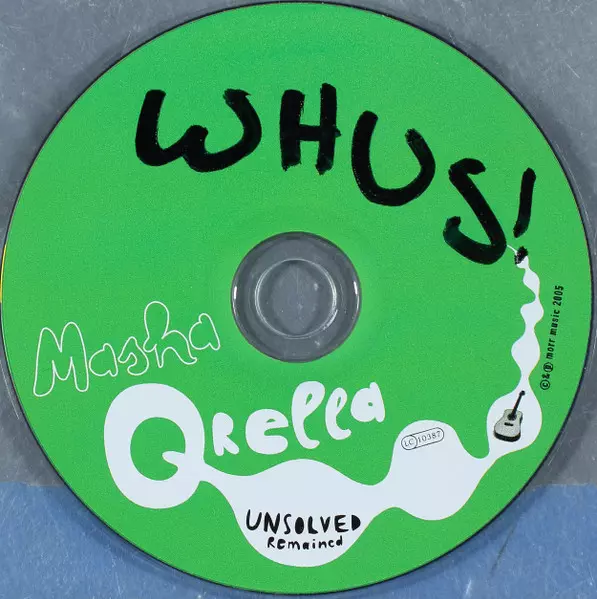 WHUS!
Masha
QRella
LC 10387
UNSOLVED
Remained
© & ℗ morr music 2005